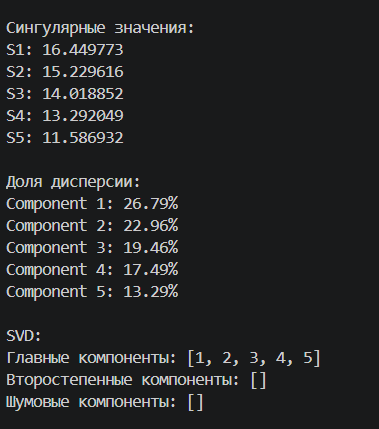 Сингулярные значения:
S1: 16.449773
S2: 15.229616
S3: 14.018852
S4: 13.292049
S5: 11.586932
Доля дисперсии:
Component 1: 26.79%
Component 2: 22.96%
Component 3: 19.46%
Component 4: 17.49%
Component 5: 13.29%
SVD:
Главные компоненты: [1, 2, 3, 4, 5]
Второстепенные компоненты: []
Шумовые компоненты: []